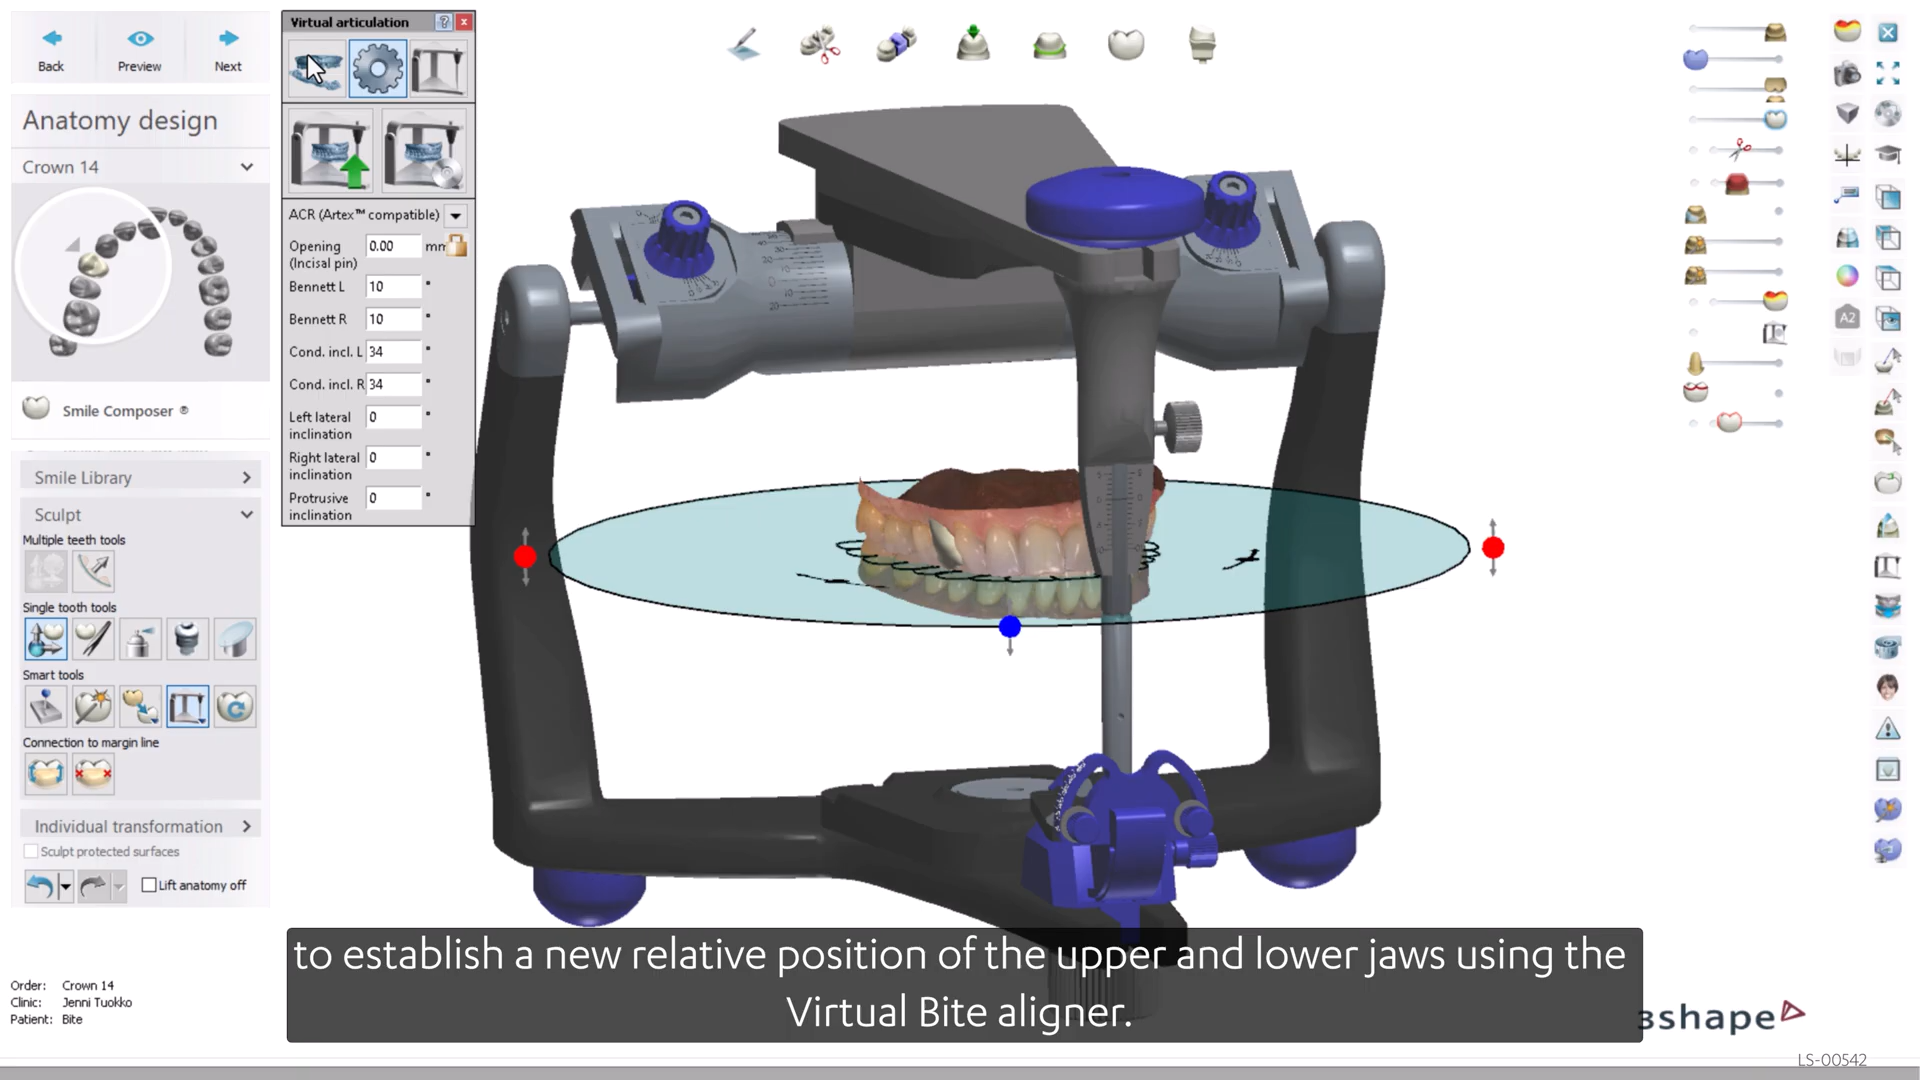 Virtual articulation
Back
Preview
Next
Anatomy design
Crown 14
ACR (Artex™ compatible)
Opening
(Incisal pin)
0.00
mm
Bennett L
10
°
Bennett R
10
°
Cond. incl. L
34
°
Cond. incl. R
34
°
Left lateral
inclination
0
°
Right lateral
inclination
0
°
Protrusive
inclination
0
°
Smile Composer ®
Smile Library
Sculpt
Multiple teeth tools
Single tooth tools
Smart tools
Connection to margin line
Individual transformation
Sculpt protected surfaces
Lift anatomy off
A2
to establish a new relative position of the upper and lower jaws using the
Virtual Bite aligner.
Order: Crown 14
Clinic: Jenni Tuokko
Patient: Bite
3shape
LS-00542